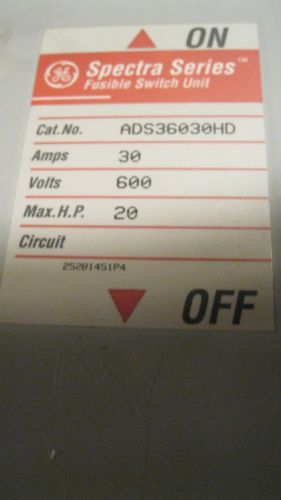 ON
GE
Spectra Series™
Fusible Switch Unit
Cat.No. ADS36030HD
Amps 30
Volts 600
Max.H.P. 20
Circuit
252B1451P4
OFF